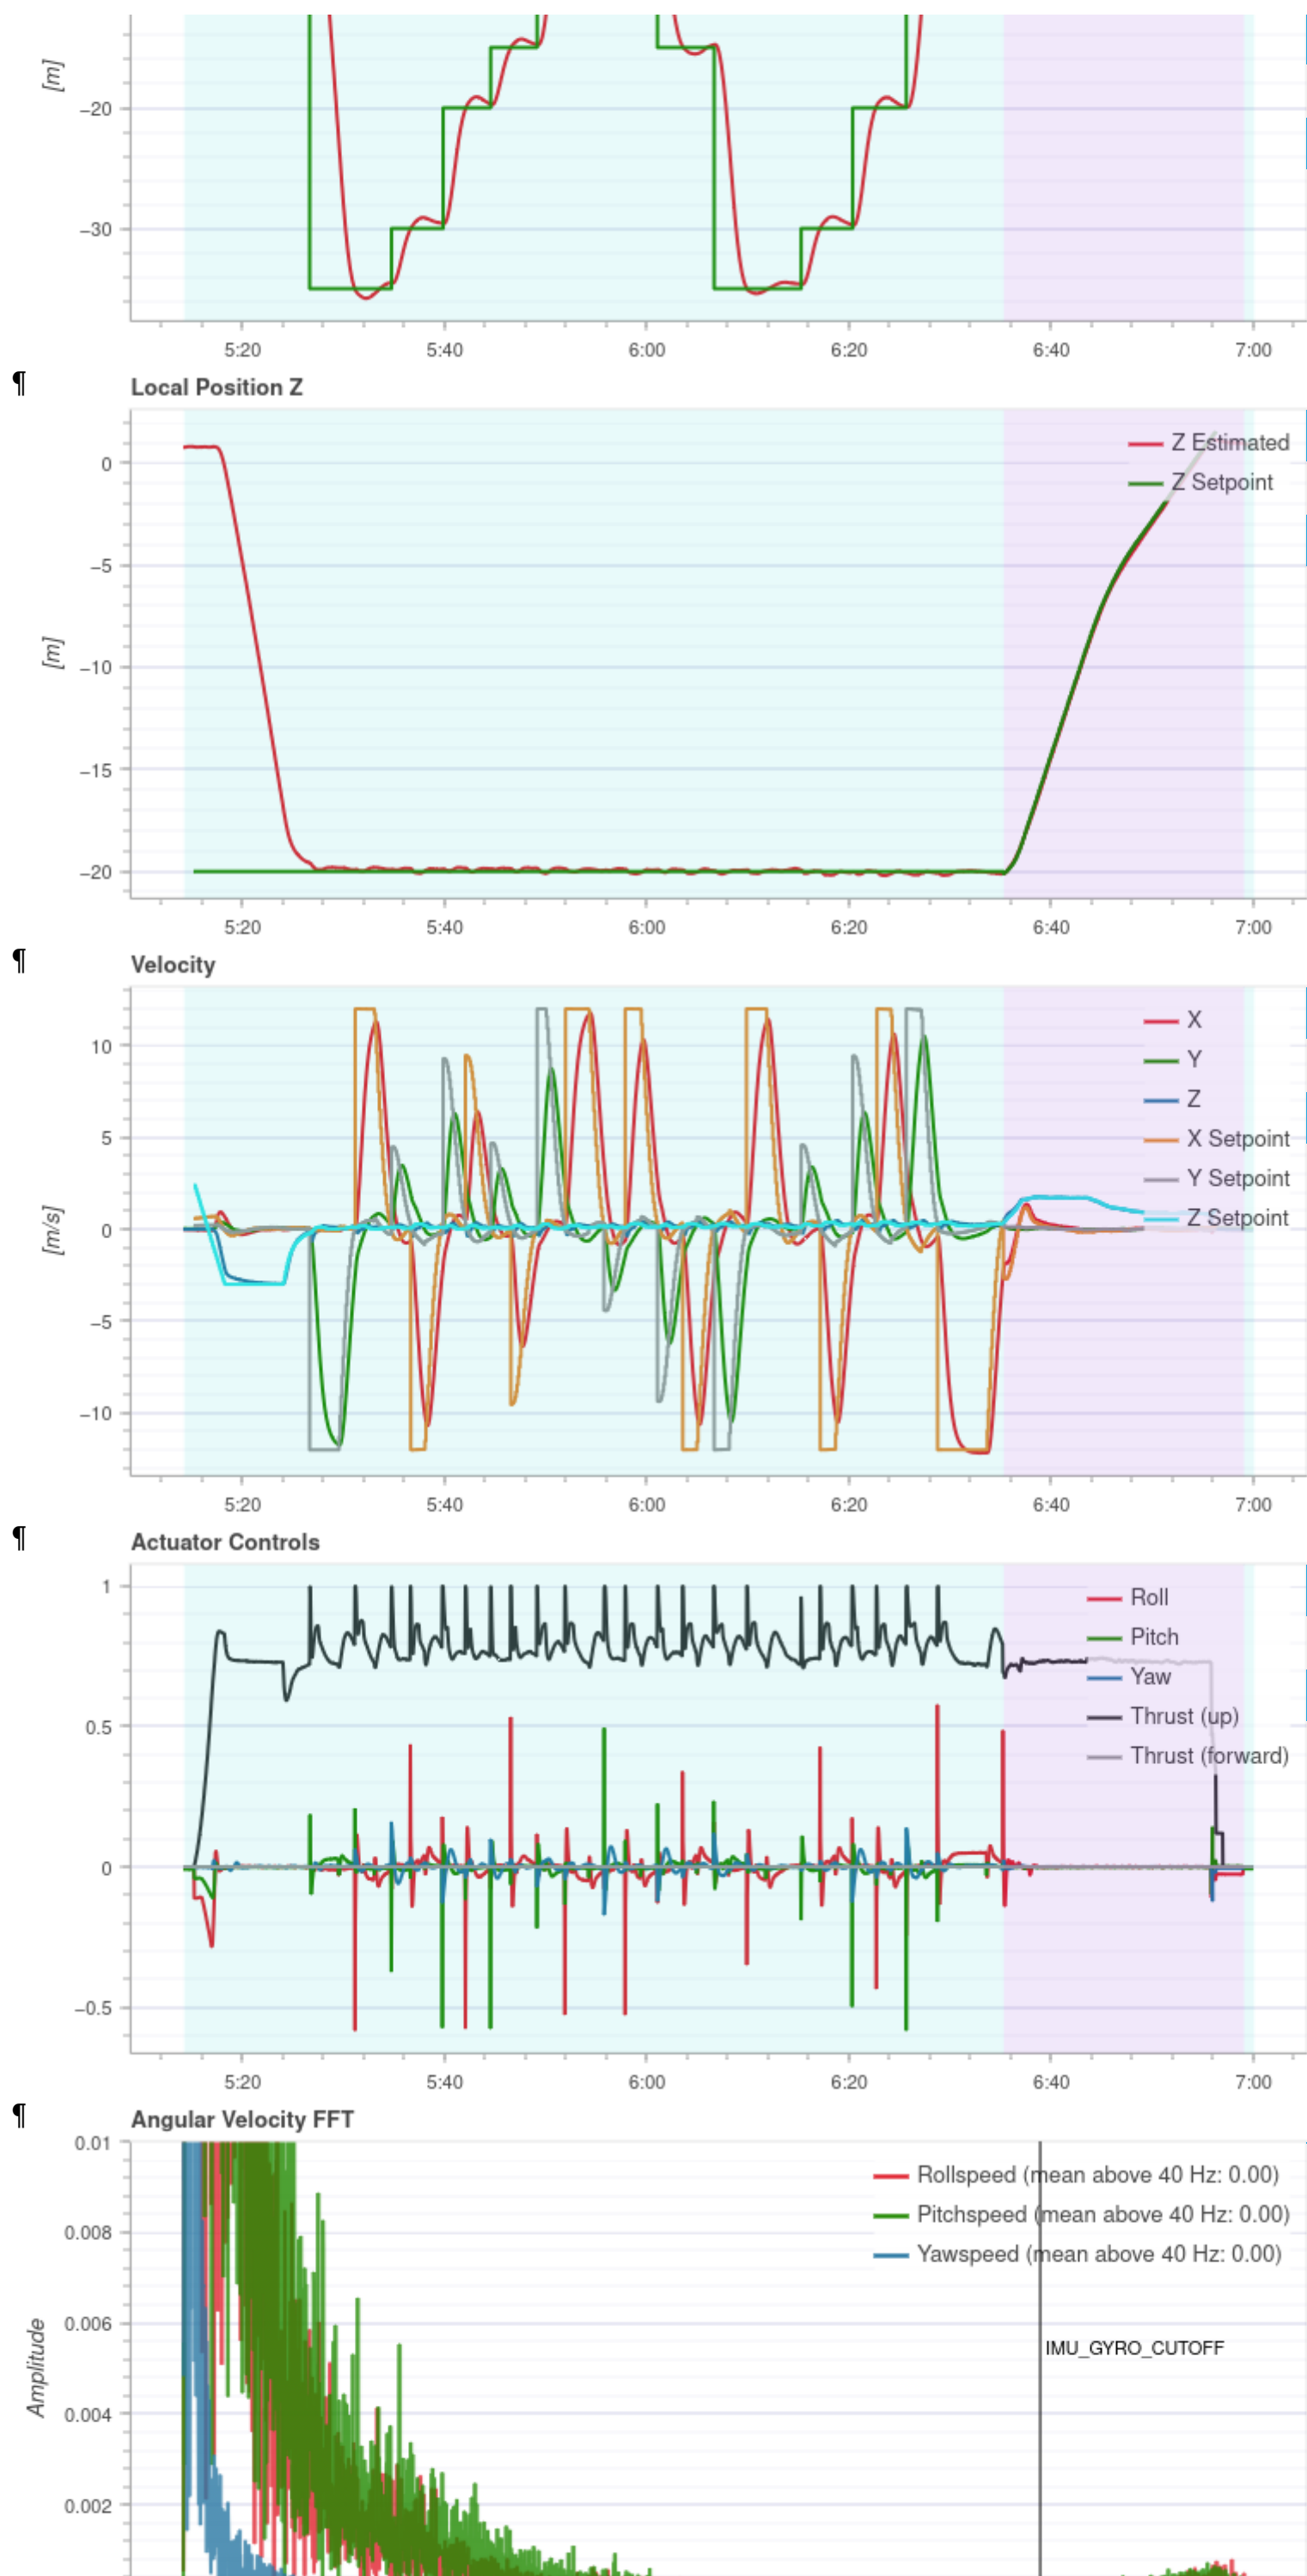 [m]
−20
−30
5:20 5:40 6:00 6:20 6:40 7:00
¶
Local Position Z
Z Estimated
Z Setpoint
[m]
0
−5
−10
−15
−20
5:20 5:40 6:00 6:20 6:40 7:00
¶
Velocity
X
Y
Z
X Setpoint
Y Setpoint
Z Setpoint
[m/s]
10
5
0
−5
−10
5:20 5:40 6:00 6:20 6:40 7:00
¶
Actuator Controls
Roll
Pitch
Yaw
Thrust (up)
Thrust (forward)
1
0.5
0
−0.5
5:20 5:40 6:00 6:20 6:40 7:00
¶
Angular Velocity FFT
Rollspeed (mean above 40 Hz: 0.00)
Pitchspeed (mean above 40 Hz: 0.00)
Yawspeed (mean above 40 Hz: 0.00)
IMU_GYRO_CUTOFF
Amplitude
0.01
0.008
0.006
0.004
0.002